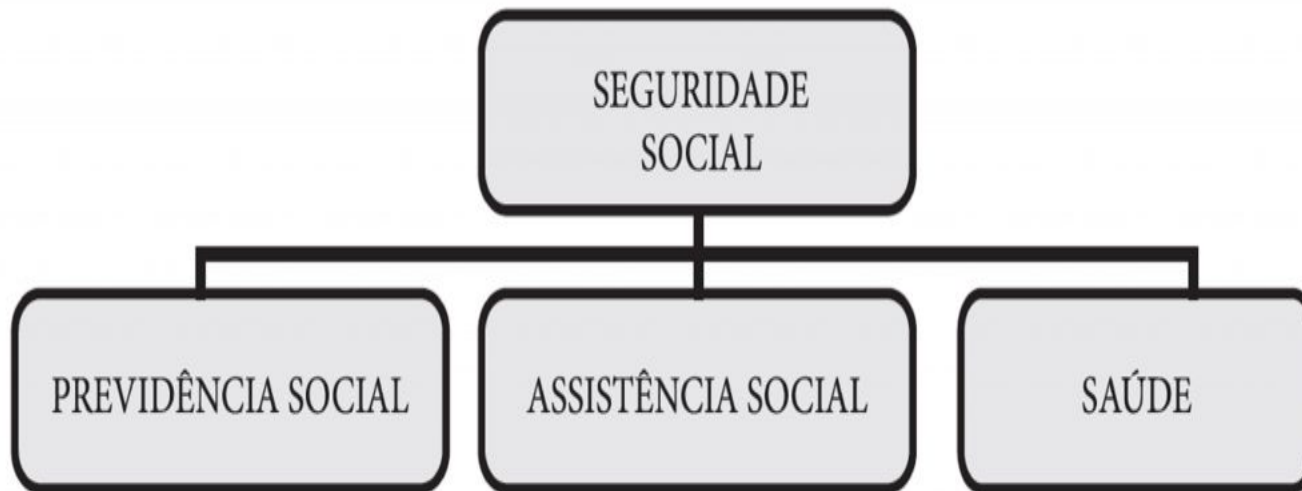 SEGURIDADE
SOCIAL
PREVIDÊNCIA SOCIAL
ASSISTÊNCIA SOCIAL
SAÚDE